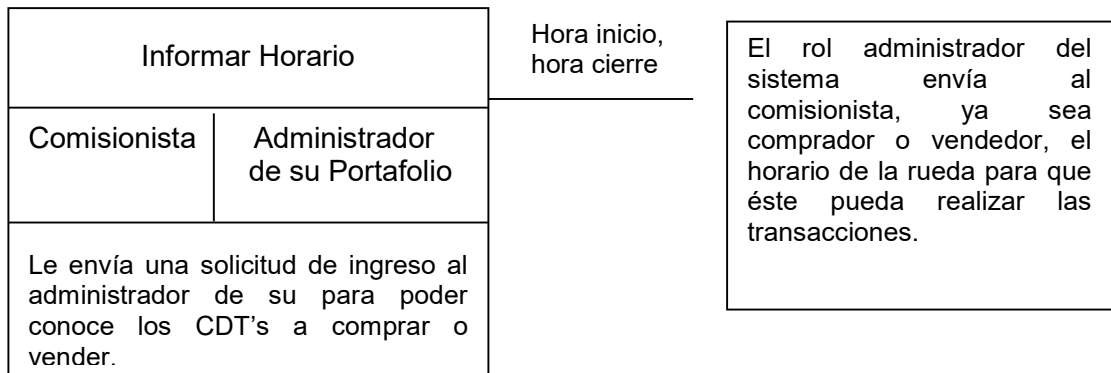 Informar Horario
Comisionista
Administrador
de su Portafolio
Le envía una solicitud de ingreso al
administrador de su para poder
conoce los CDT's a comprar o
vender.
Hora inicio,
hora cierre
El rol administrador del
sistema envía al
comisionista, ya sea
comprador o vendedor, el
horario de la rueda para que
éste pueda realizar las
transacciones.